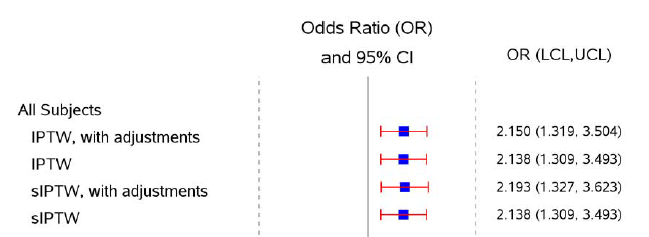 Odds Ratio (OR)
and 95% CI
OR (LCL,UCL)
All Subjects
IPTW, with adjustments 2.150 (1.319, 3.504)
IPTW 2.138 (1.309, 3.493)
sIPTW, with adjustments 2.193 (1.327, 3.623)
sIPTW 2.138 (1.309, 3.493)